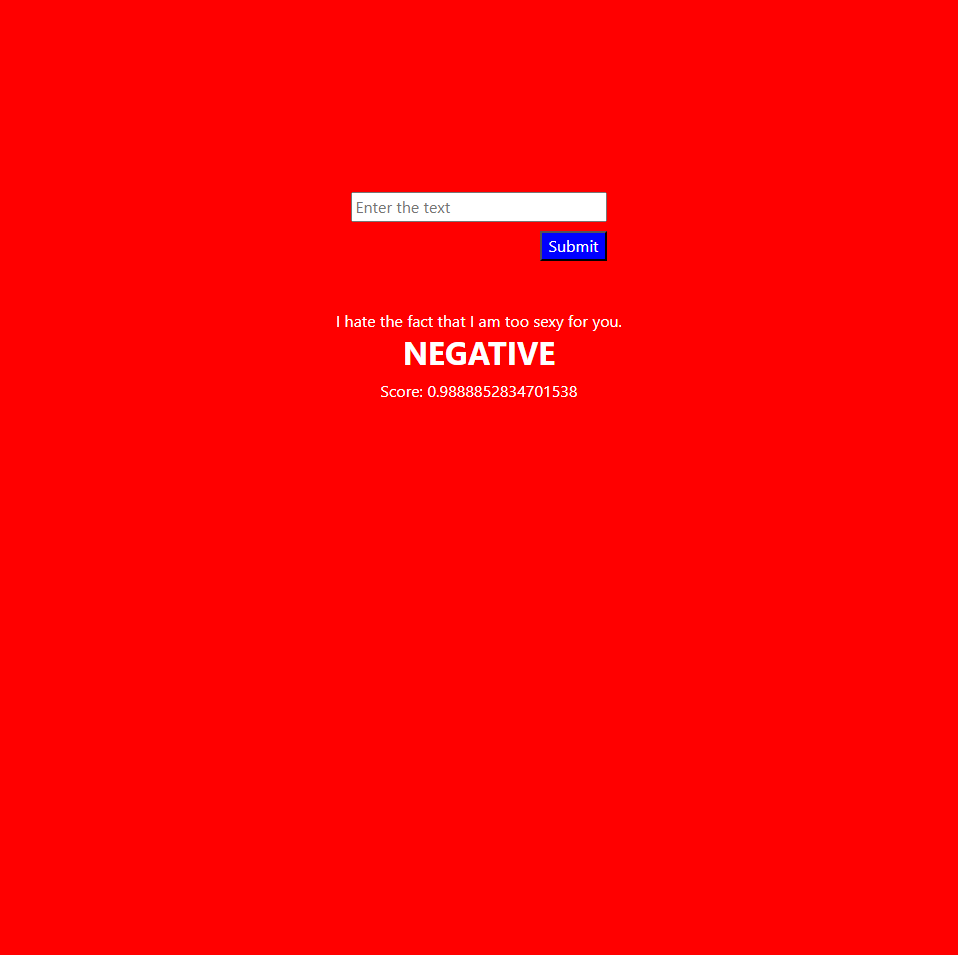 Enter the text
Submit
I hate the fact that I am too sexy for you.
NEGATIVE
Score: 0.9888852834701538